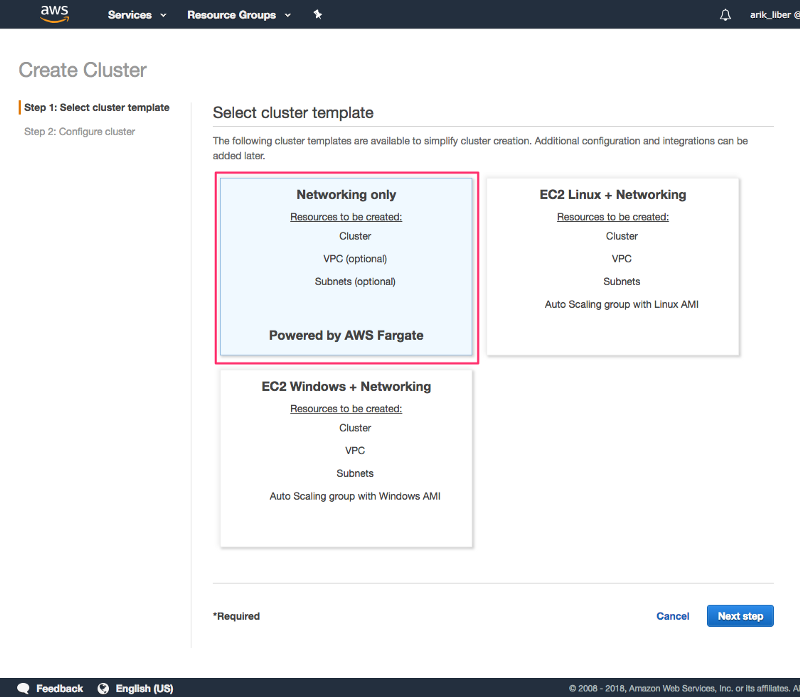 aws Services Resource Groups arik_liber @
Create Cluster
Step 1: Select cluster template
Step 2: Configure cluster
Select cluster template
The following cluster templates are available to simplify cluster creation. Additional configuration and integrations can be
added later.
Networking only
Resources to be created:
Cluster
VPC (optional)
Subnets (optional)
Powered by AWS Fargate
EC2 Linux + Networking
Resources to be created:
Cluster
VPC
Subnets
Auto Scaling group with Linux AMI
EC2 Windows + Networking
Resources to be created:
Cluster
VPC
Subnets
Auto Scaling group with Windows AMI
*Required
Cancel
Next step
Feedback English (US) © 2008 - 2018, Amazon Web Services, Inc. or its affiliates.